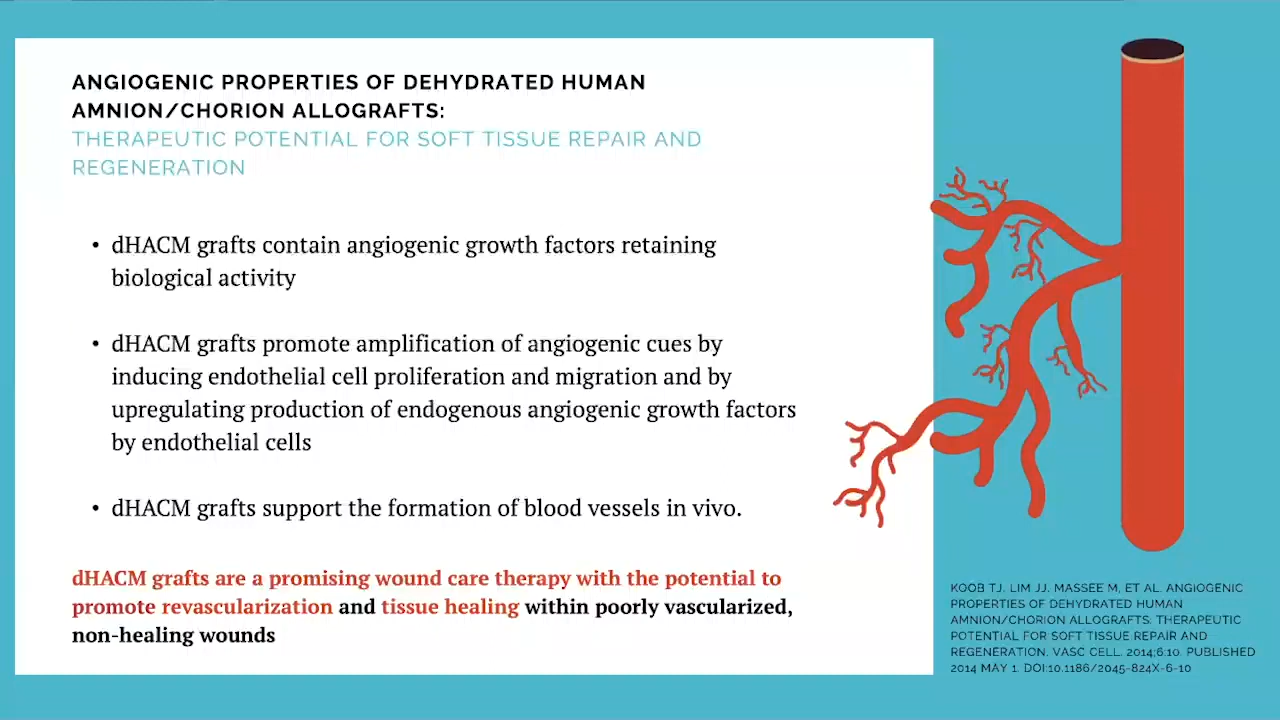 ANGIOGENIC PROPERTIES OF DEHYDRATED HUMAN
AMNION/CHORION ALLOGRAFTS:
THERAPEUTIC POTENTIAL FOR SOFT TISSUE REPAIR AND
REGENERATION
• dHACM grafts contain angiogenic growth factors retaining
biological activity
• dHACM grafts promote amplification of angiogenic cues by
inducing endothelial cell proliferation and migration and by
upregulating production of endogenous angiogenic growth factors
by endothelial cells
• dHACM grafts support the formation of blood vessels in vivo.
dHACM grafts are a promising wound care therapy with the potential to
promote revascularization and tissue healing within poorly vascularized,
non-healing wounds
KOOB TJ, LIM JJ, MASSEE M, ET AL. ANGIOGENIC
PROPERTIES OF DEHYDRATED HUMAN
AMNION/CHORION ALLOGRAFTS: THERAPEUTIC
POTENTIAL FOR SOFT TISSUE REPAIR AND
REGENERATION. VASC CELL. 2014;6:10. PUBLISHED
2014 MAY 1. DOI:10.1186/2045-824X-6-10